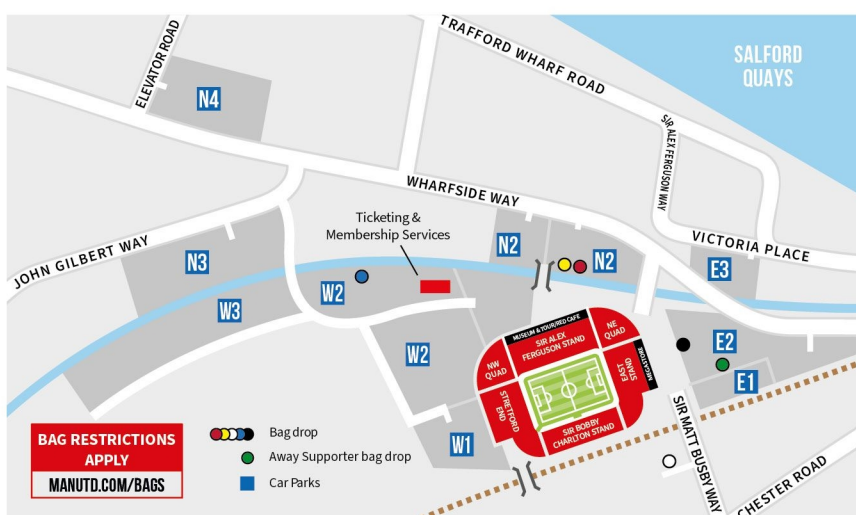 ELEVATOR ROAD
TRAFFORD WHARF ROAD
SALFORD
QUAYS
N4
SIR ALEX FERGUSON WAY
WHARFSIDE WAY
Ticketing &
Membership Services
JOHN GILBERT WAY
VICTORIA PLACE
N3
N2
N2
E3
W3
W2
W2
MUSEUM & TOUR/RED CAFE
NW
QUAD
SIR ALEX
FERGUSON STAND
NE
QUAD
MEGASTORE
EAST
STAND
STRETFORD
END
SIR BOBBY
CHARLTON STAND
E2
E1
W1
SIR MATT BUSBY WAY
CHESTER ROAD
BAG RESTRICTIONS
APPLY
MANUTD.COM/BAGS
Bag drop
Away Supporter bag drop
Car Parks